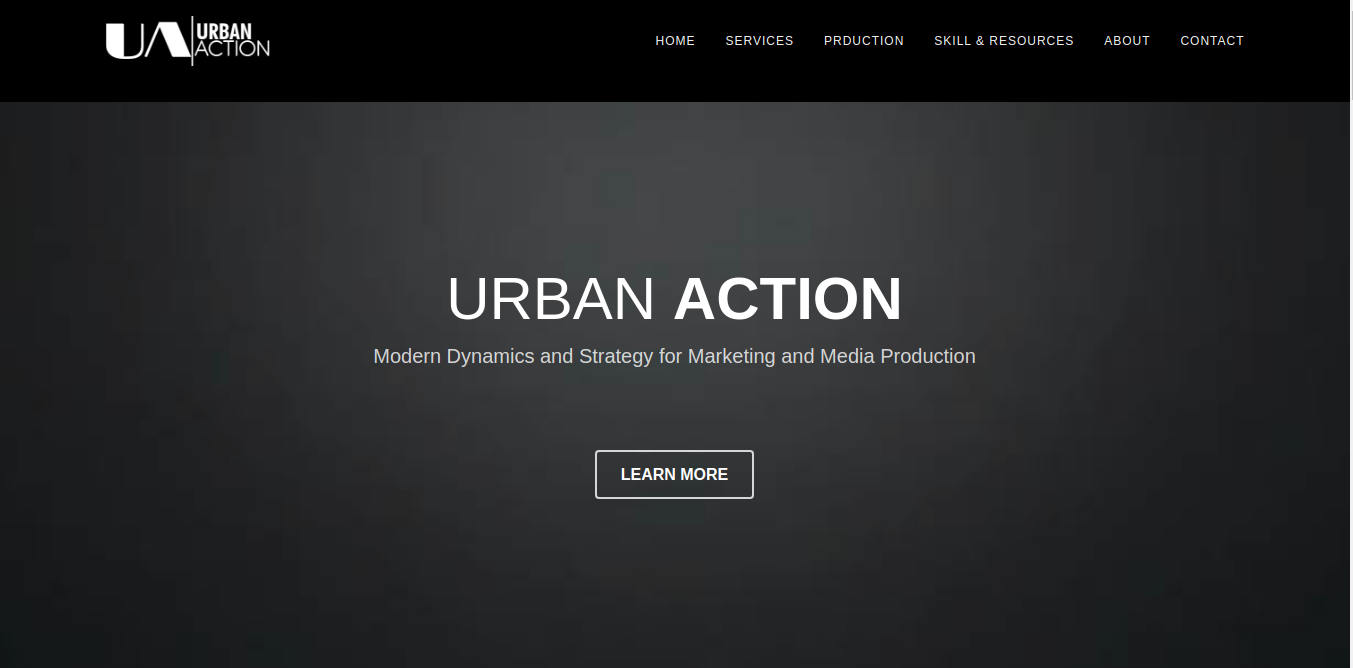 UA URBAN
ACTION
HOME SERVICES PRDUCTION SKILL & RESOURCES ABOUT CONTACT
URBAN ACTION
Modern Dynamics and Strategy for Marketing and Media Production
LEARN MORE